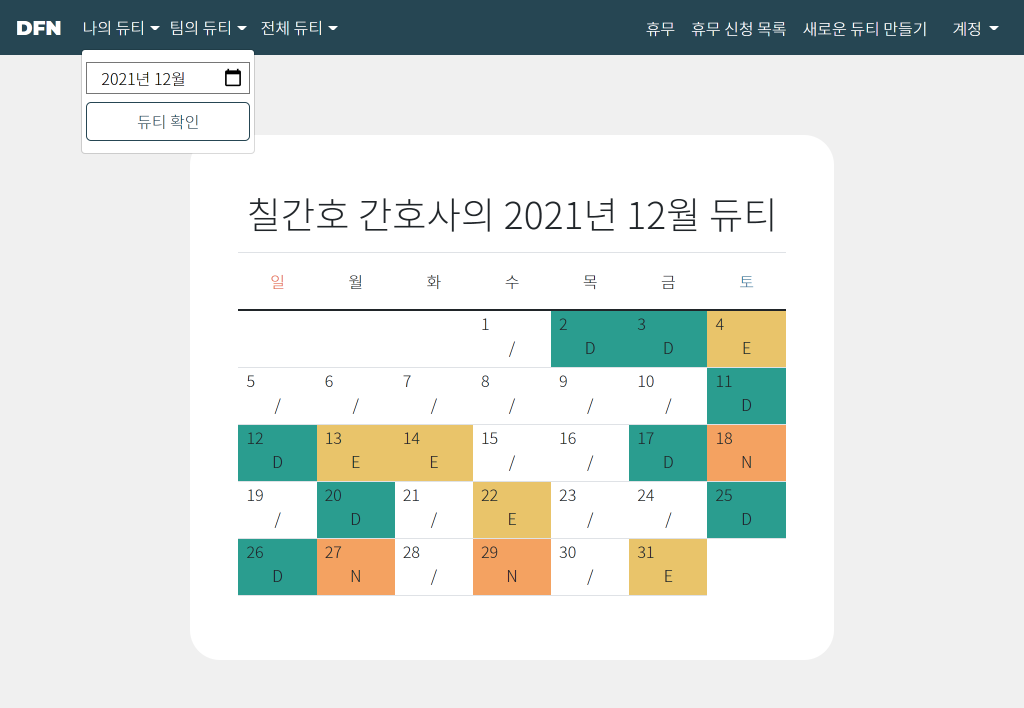 DFN 나의 듀티 팀의 듀티 전체 듀티 휴무 휴무 신청 목록 새로운 듀티 만들기 계정
2021년 12월
듀티 확인
칠간호 간호사의 2021년 12월 듀티
일 월 화 수 목 금 토
1 2 3 4
/ D D E
5 6 7 8 9 10 11
/ / / / / / D
12 13 14 15 16 17 18
D E E / / D N
19 20 21 22 23 24 25
/ D / E / / D
26 27 28 29 30 31
D N / N / E